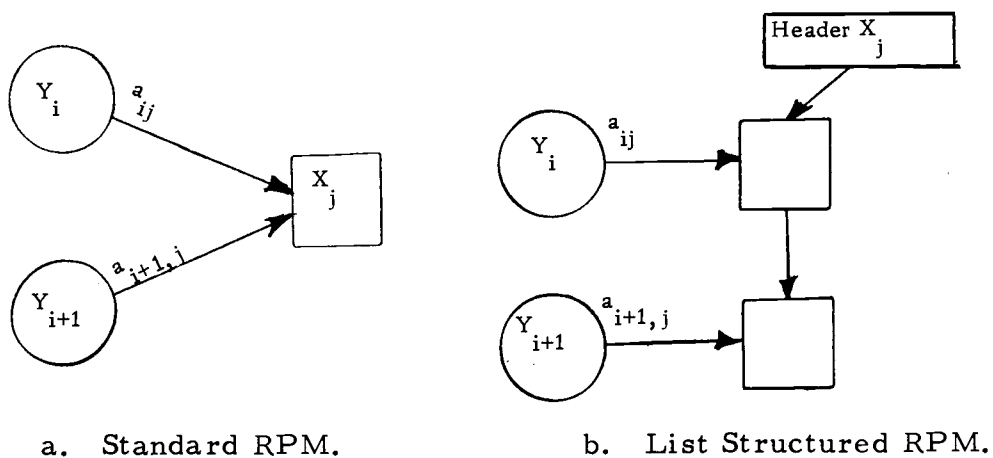 Y_i
a_ij
X_j
Y_i+1
a_i+1, j
Header X_j
Y_i
a_ij
Y_i+1
a_i+1, j
a. Standard RPM.
b. List Structured RPM.